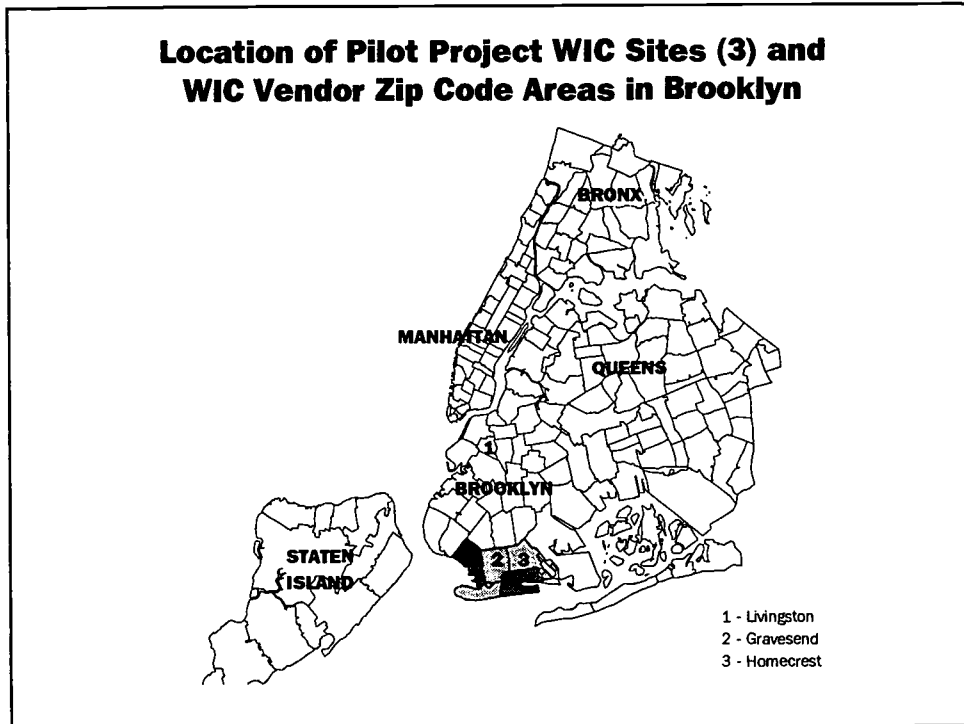 Location of Pilot Project WIC Sites (3) and
WIC Vendor Zip Code Areas in Brooklyn
BRONX
MANHATTAN
QUEENS
1
BROOKLYN
STATEN
ISLAND
2 3
1 - Livingston
2 - Gravesend
3 - Homecrest